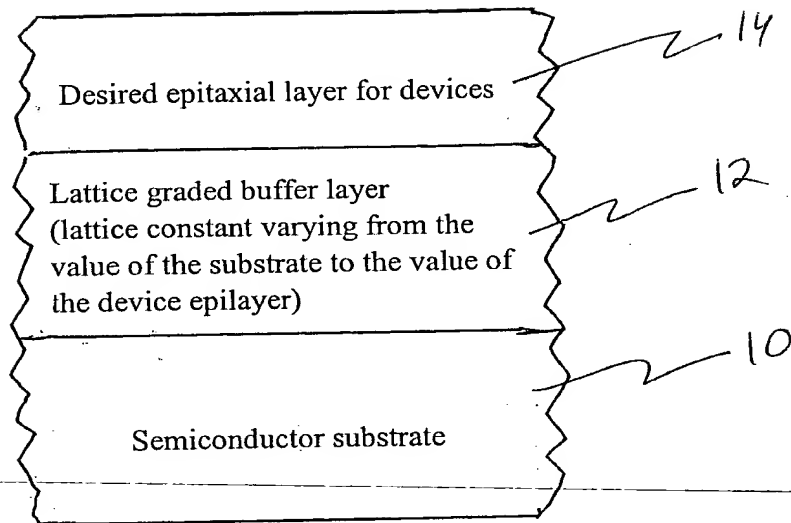 14
Desired epitaxial layer for devices
12
Lattice graded buffer layer
(lattice constant varying from the
value of the substrate to the value of
the device epilayer)
10
Semiconductor substrate